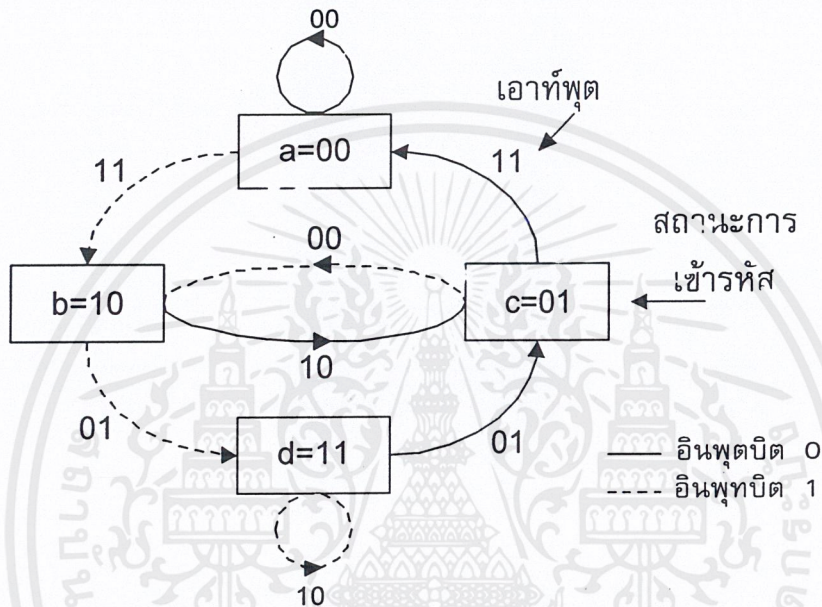 00
เอาท์พุต
a=00
11
11
สถานะการ
00
เข้ารหัส
b=10
c=01
10
01
d=11
01
อินพุตบิต 0
อินพุทบิต 1
10